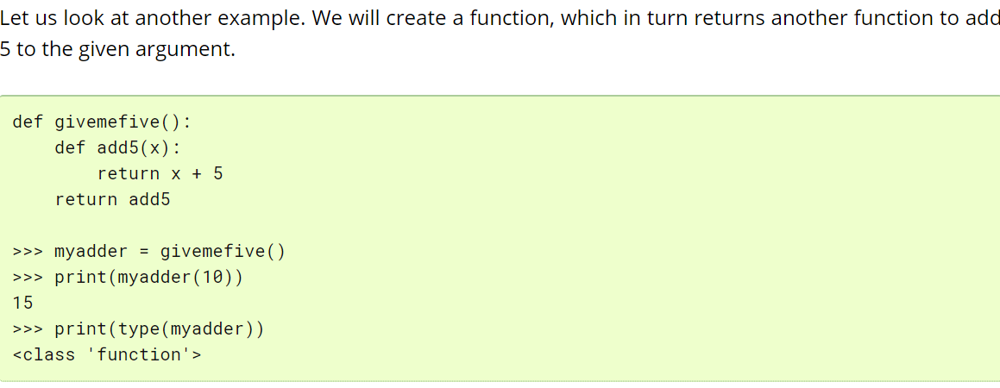 Let us look at another example. We will create a function, which in turn returns another function to add
5 to the given argument.
def givemefive():
    def add5(x):
        return x + 5
    return add5
>>> myadder = givemefive()
>>> print(myadder(10))
15
>>> print(type(myadder))
<class 'function'>